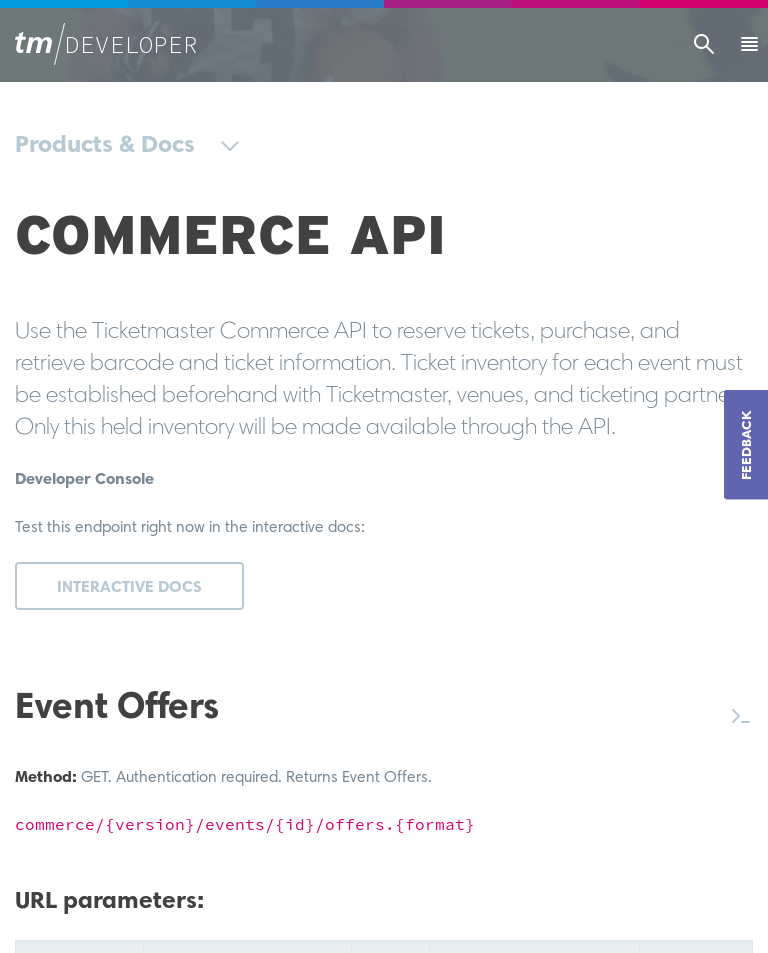 tm/DEVELOPER
Products & Docs
COMMERCE API
Use the Ticketmaster Commerce API to reserve tickets, purchase, and
retrieve barcode and ticket information. Ticket inventory for each event must
be established beforehand with Ticketmaster, venues, and ticketing
Only this held inventory will be made available through the API.
FEEDBACK
Developer Console
Test this endpoint right now in the interactive docs:
INTERACTIVE DOCS
Event Offers
Method: GET. Authentication required. Returns Event Offers.
commerce/{version}/events/{id}/offers.{format}
URL parameters: